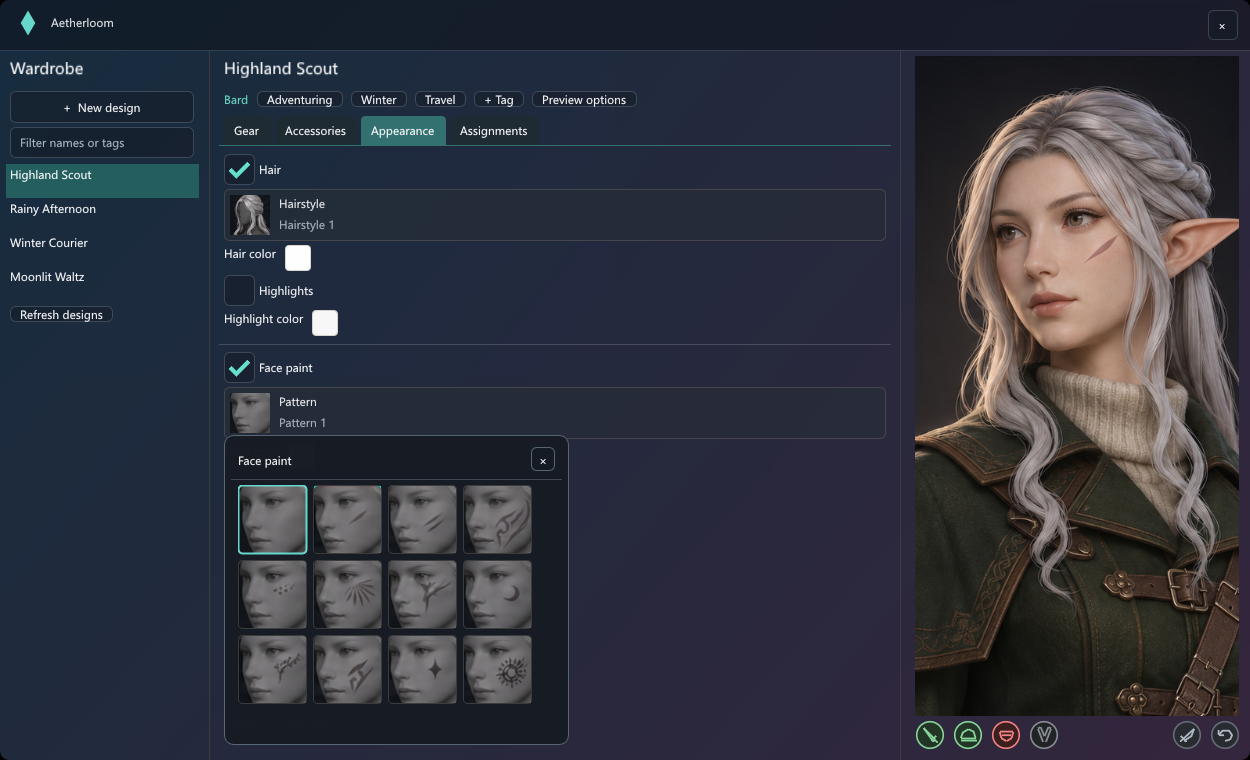 Aetherloom
×
Wardrobe
+ New design
Filter names or tags
Highland Scout
Rainy Afternoon
Winter Courier
Moonlit Waltz
Refresh designs
Highland Scout
Bard Adventuring Winter Travel + Tag Preview options
Gear Accessories Appearance Assignments
Hair
Hairstyle
Hairstyle 1
Hair color
Highlights
Highlight color
Face paint
Pattern
Pattern 1
Face paint ×